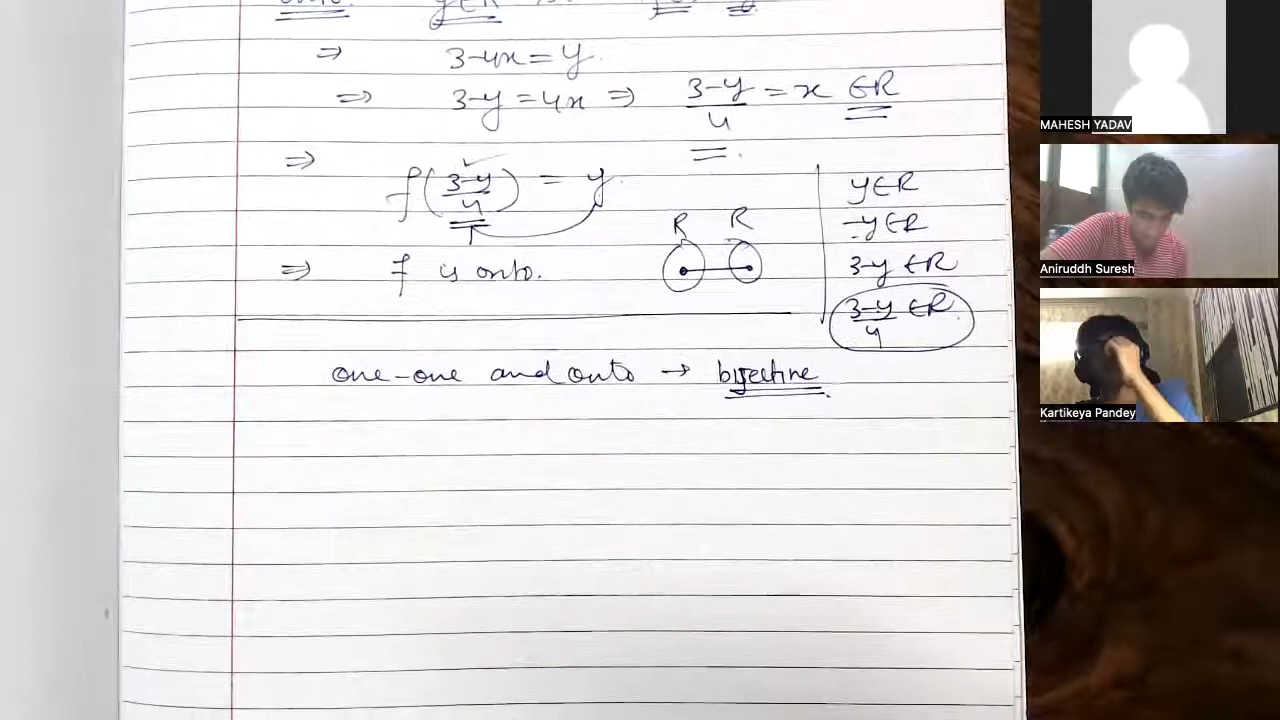 ⇒ 3-4x = y.
⇒ 3-y = 4x ⇒ 3-y/4 = x ∈ R
⇒ f(3-y/4) = y.
⇒ f is onto.
R R
y ∈ R
-y ∈ R
3-y ∈ R
3-y/4 ∈ R.
one-one and onto → bijective.
MAHESH YADAV
Aniruddh Suresh
Kartikeya Pandey